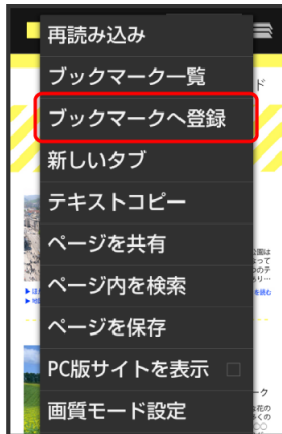 再読み込み
ブックマーク一覧
ド
ブックマークへ登録
新しいタブ
テキストコピー
ページを共有
ページ内を検索
ページを保存
PC版サイトを表示
ーク
画質モード設定